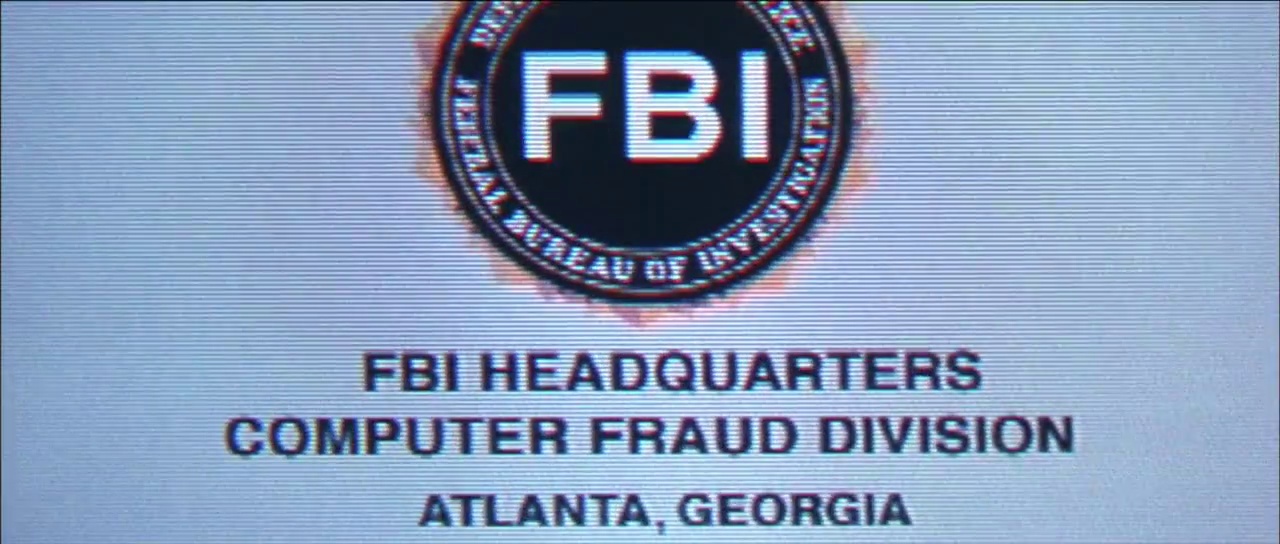 FBI
FEDERAL BUREAU OF INVESTIGATION
FBI HEADQUARTERS
COMPUTER FRAUD DIVISION
ATLANTA, GEORGIA